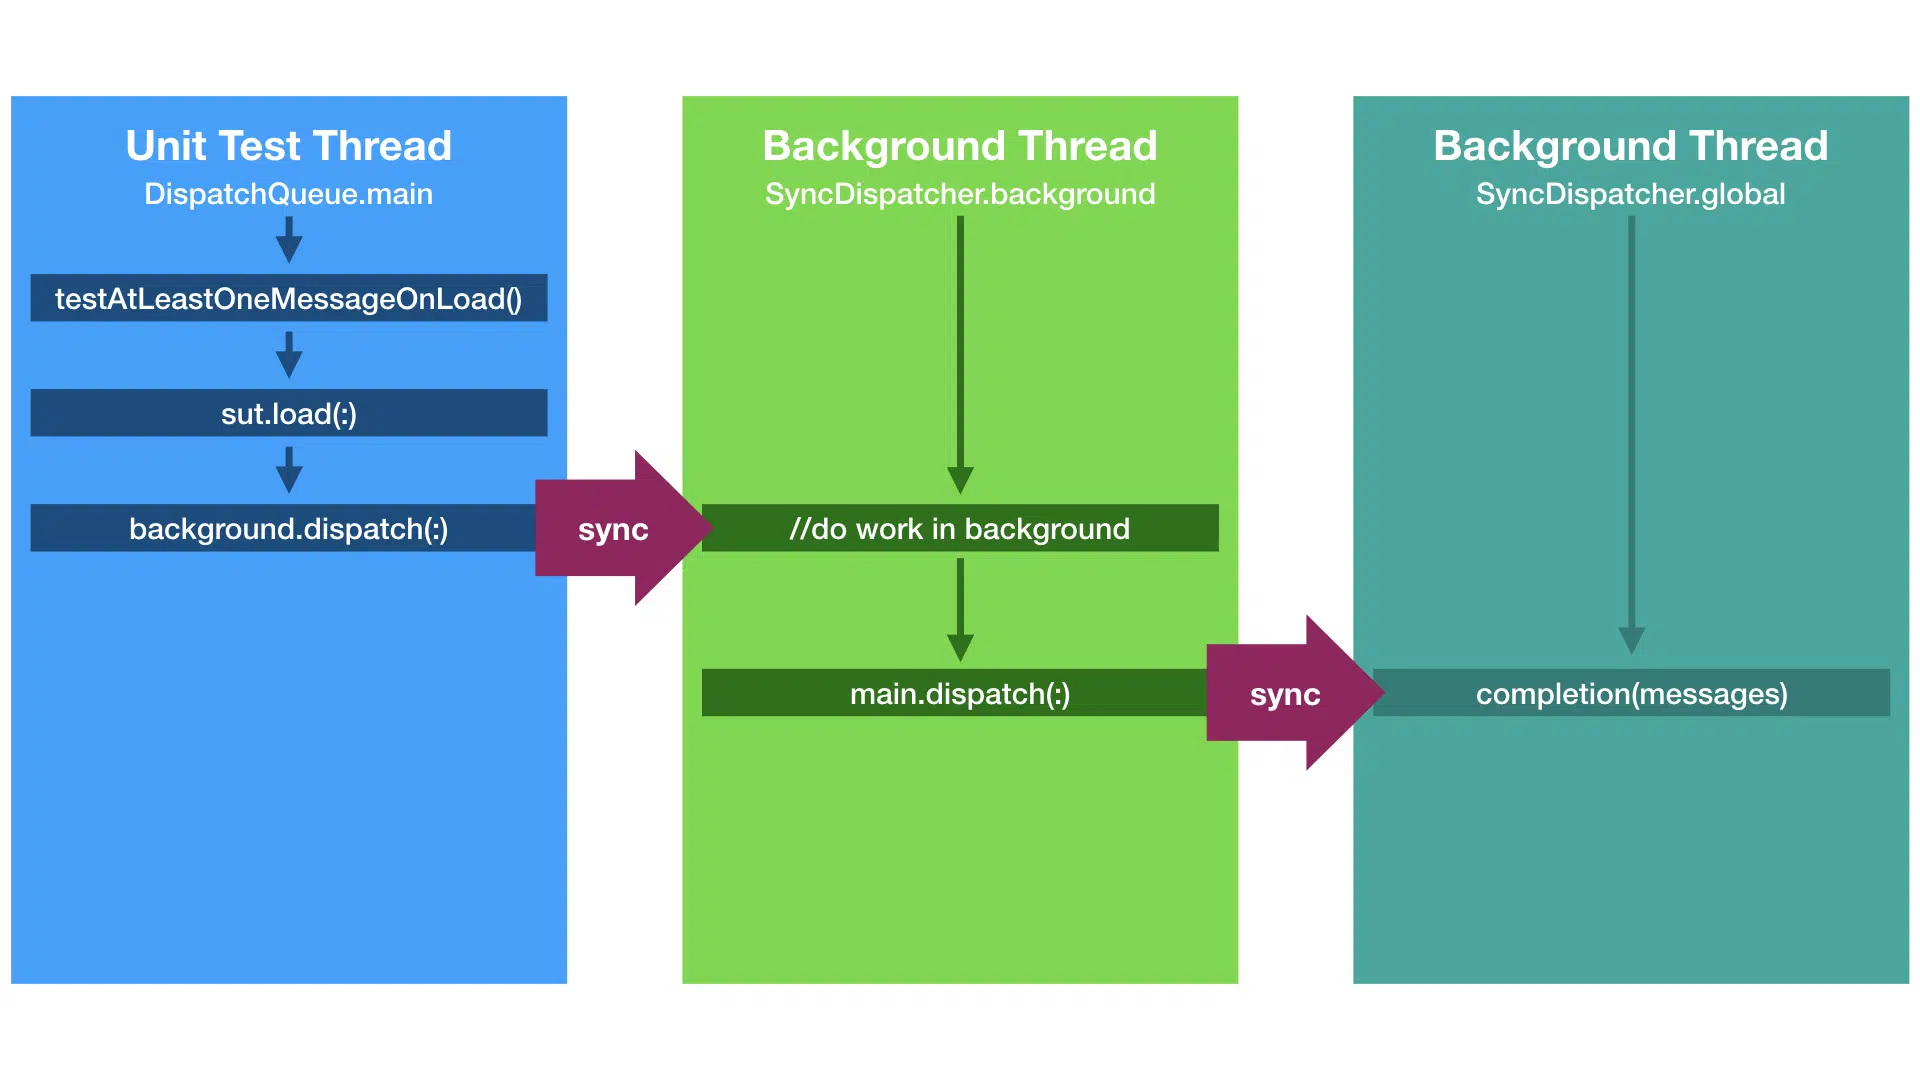 Unit Test Thread
DispatchQueue.main
testAtLeastOneMessageOnLoad()
sut.load(:)
background.dispatch(:)
sync
Background Thread
SyncDispatcher.background
//do work in background
main.dispatch(:)
sync
Background Thread
SyncDispatcher.global
completion(messages)